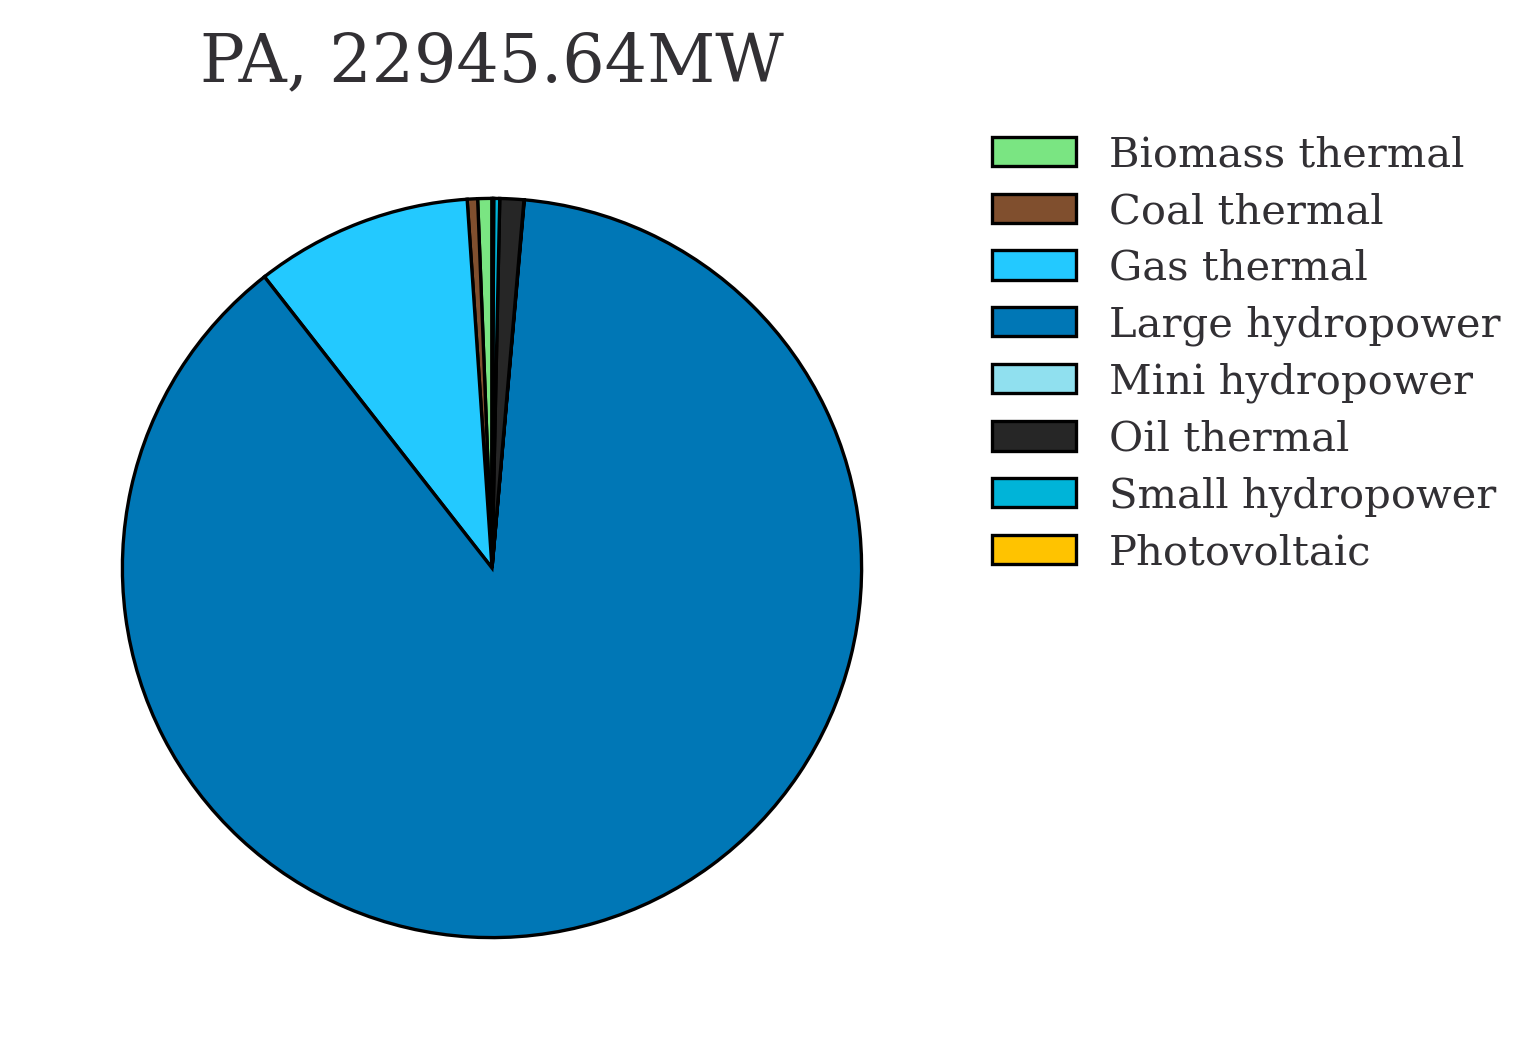 PA, 22945.64MW
Biomass thermal
Coal thermal
Gas thermal
Large hydropower
Mini hydropower
Oil thermal
Small hydropower
Photovoltaic